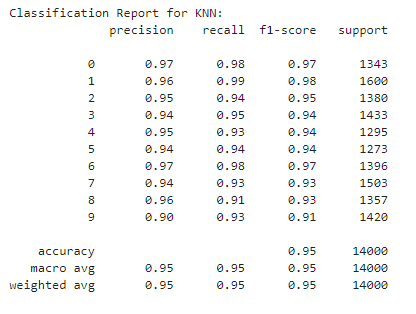 Classification Report for KNN:
precision recall f1-score support
0 0.97 0.98 0.97 1343
1 0.96 0.99 0.98 1600
2 0.95 0.94 0.95 1380
3 0.94 0.95 0.94 1433
4 0.95 0.93 0.94 1295
5 0.94 0.94 0.94 1273
6 0.97 0.98 0.97 1396
7 0.94 0.93 0.93 1503
8 0.96 0.91 0.93 1357
9 0.90 0.93 0.91 1420
accuracy 0.95 14000
macro avg 0.95 0.95 0.95 14000
weighted avg 0.95 0.95 0.95 14000